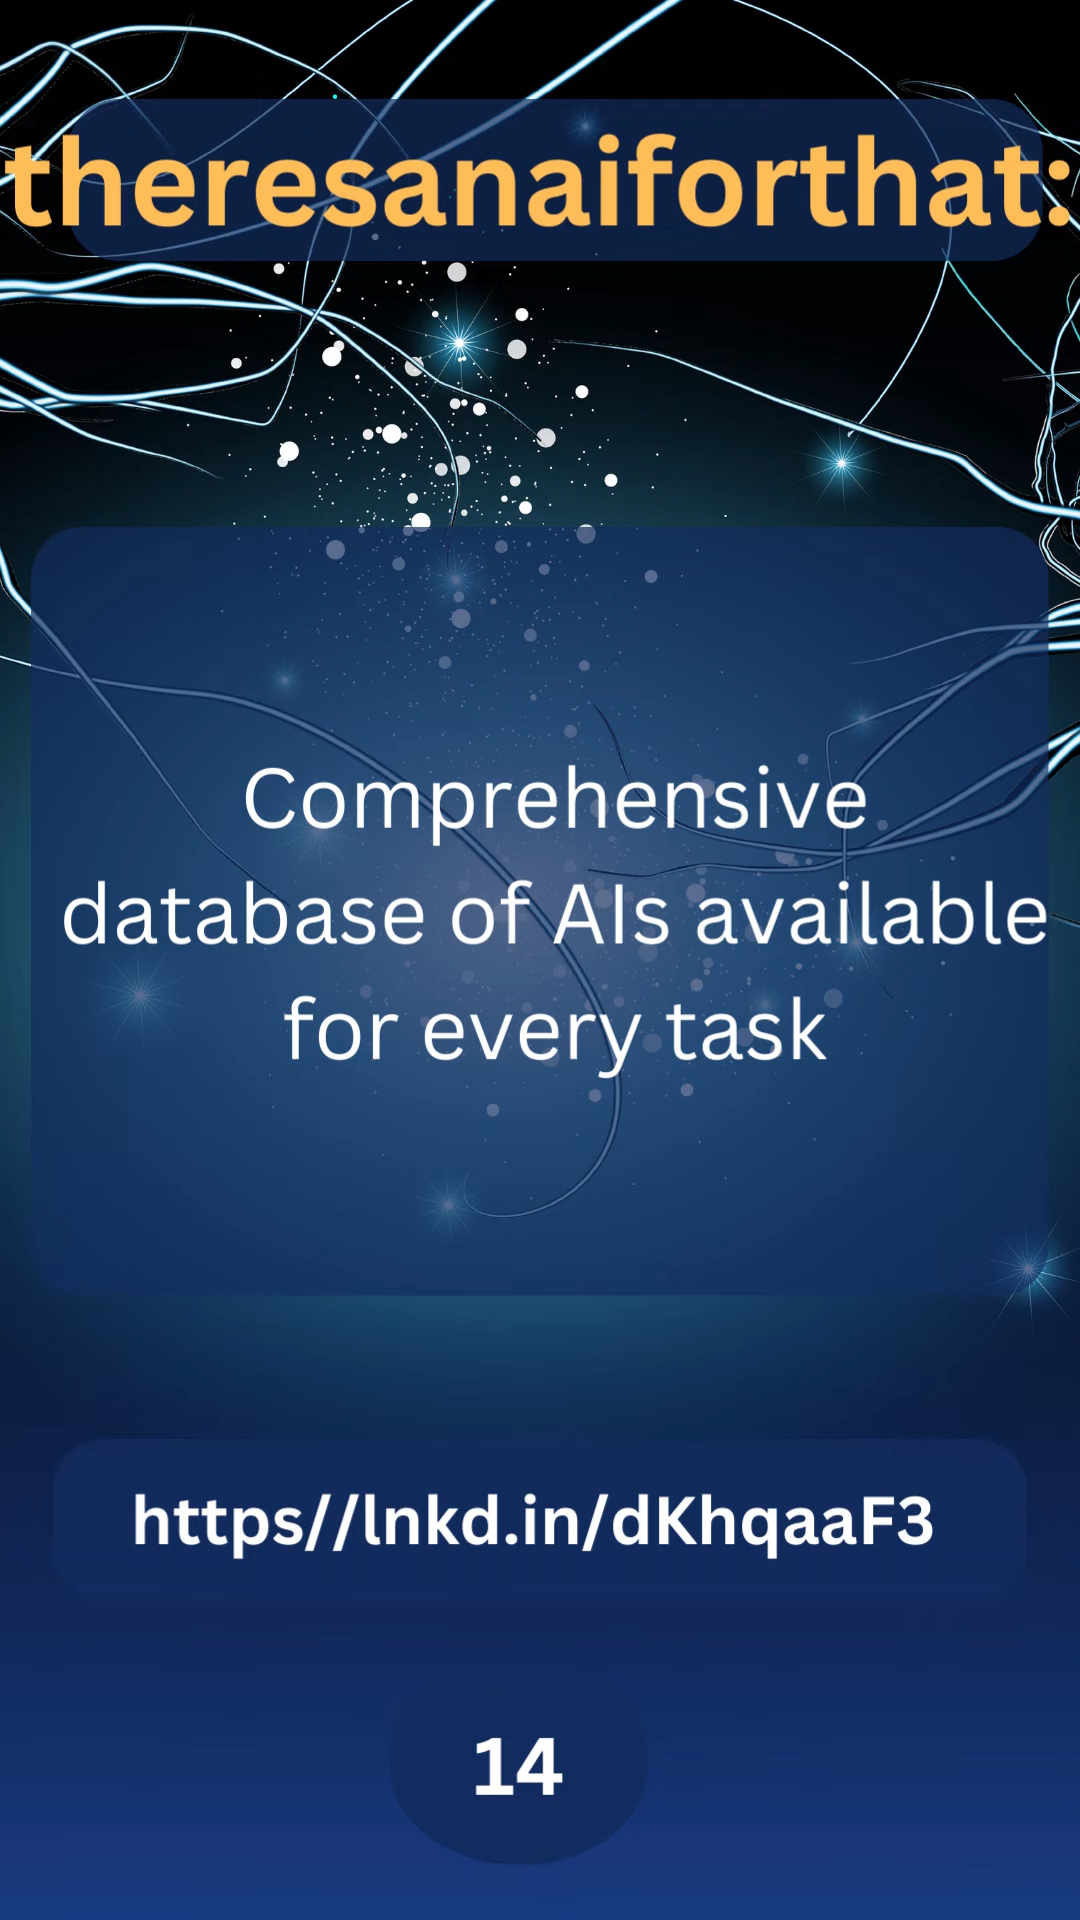 theresanaiforthat:
Comprehensive
database of AIs available
for every task
https//lnkd.in/dKhqaaF3
14